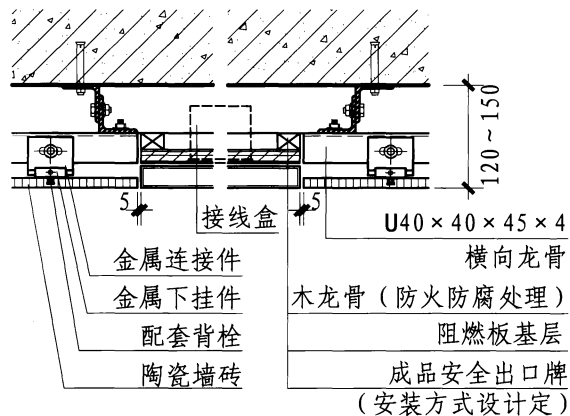 120~150
5
接线盒
5
U40×40×45×4
横向龙骨
金属连接件
金属下挂件
木龙骨（防火防腐处理）
配套背栓
阻燃板基层
陶瓷墙砖
成品安全出口牌
（安装方式设计定）